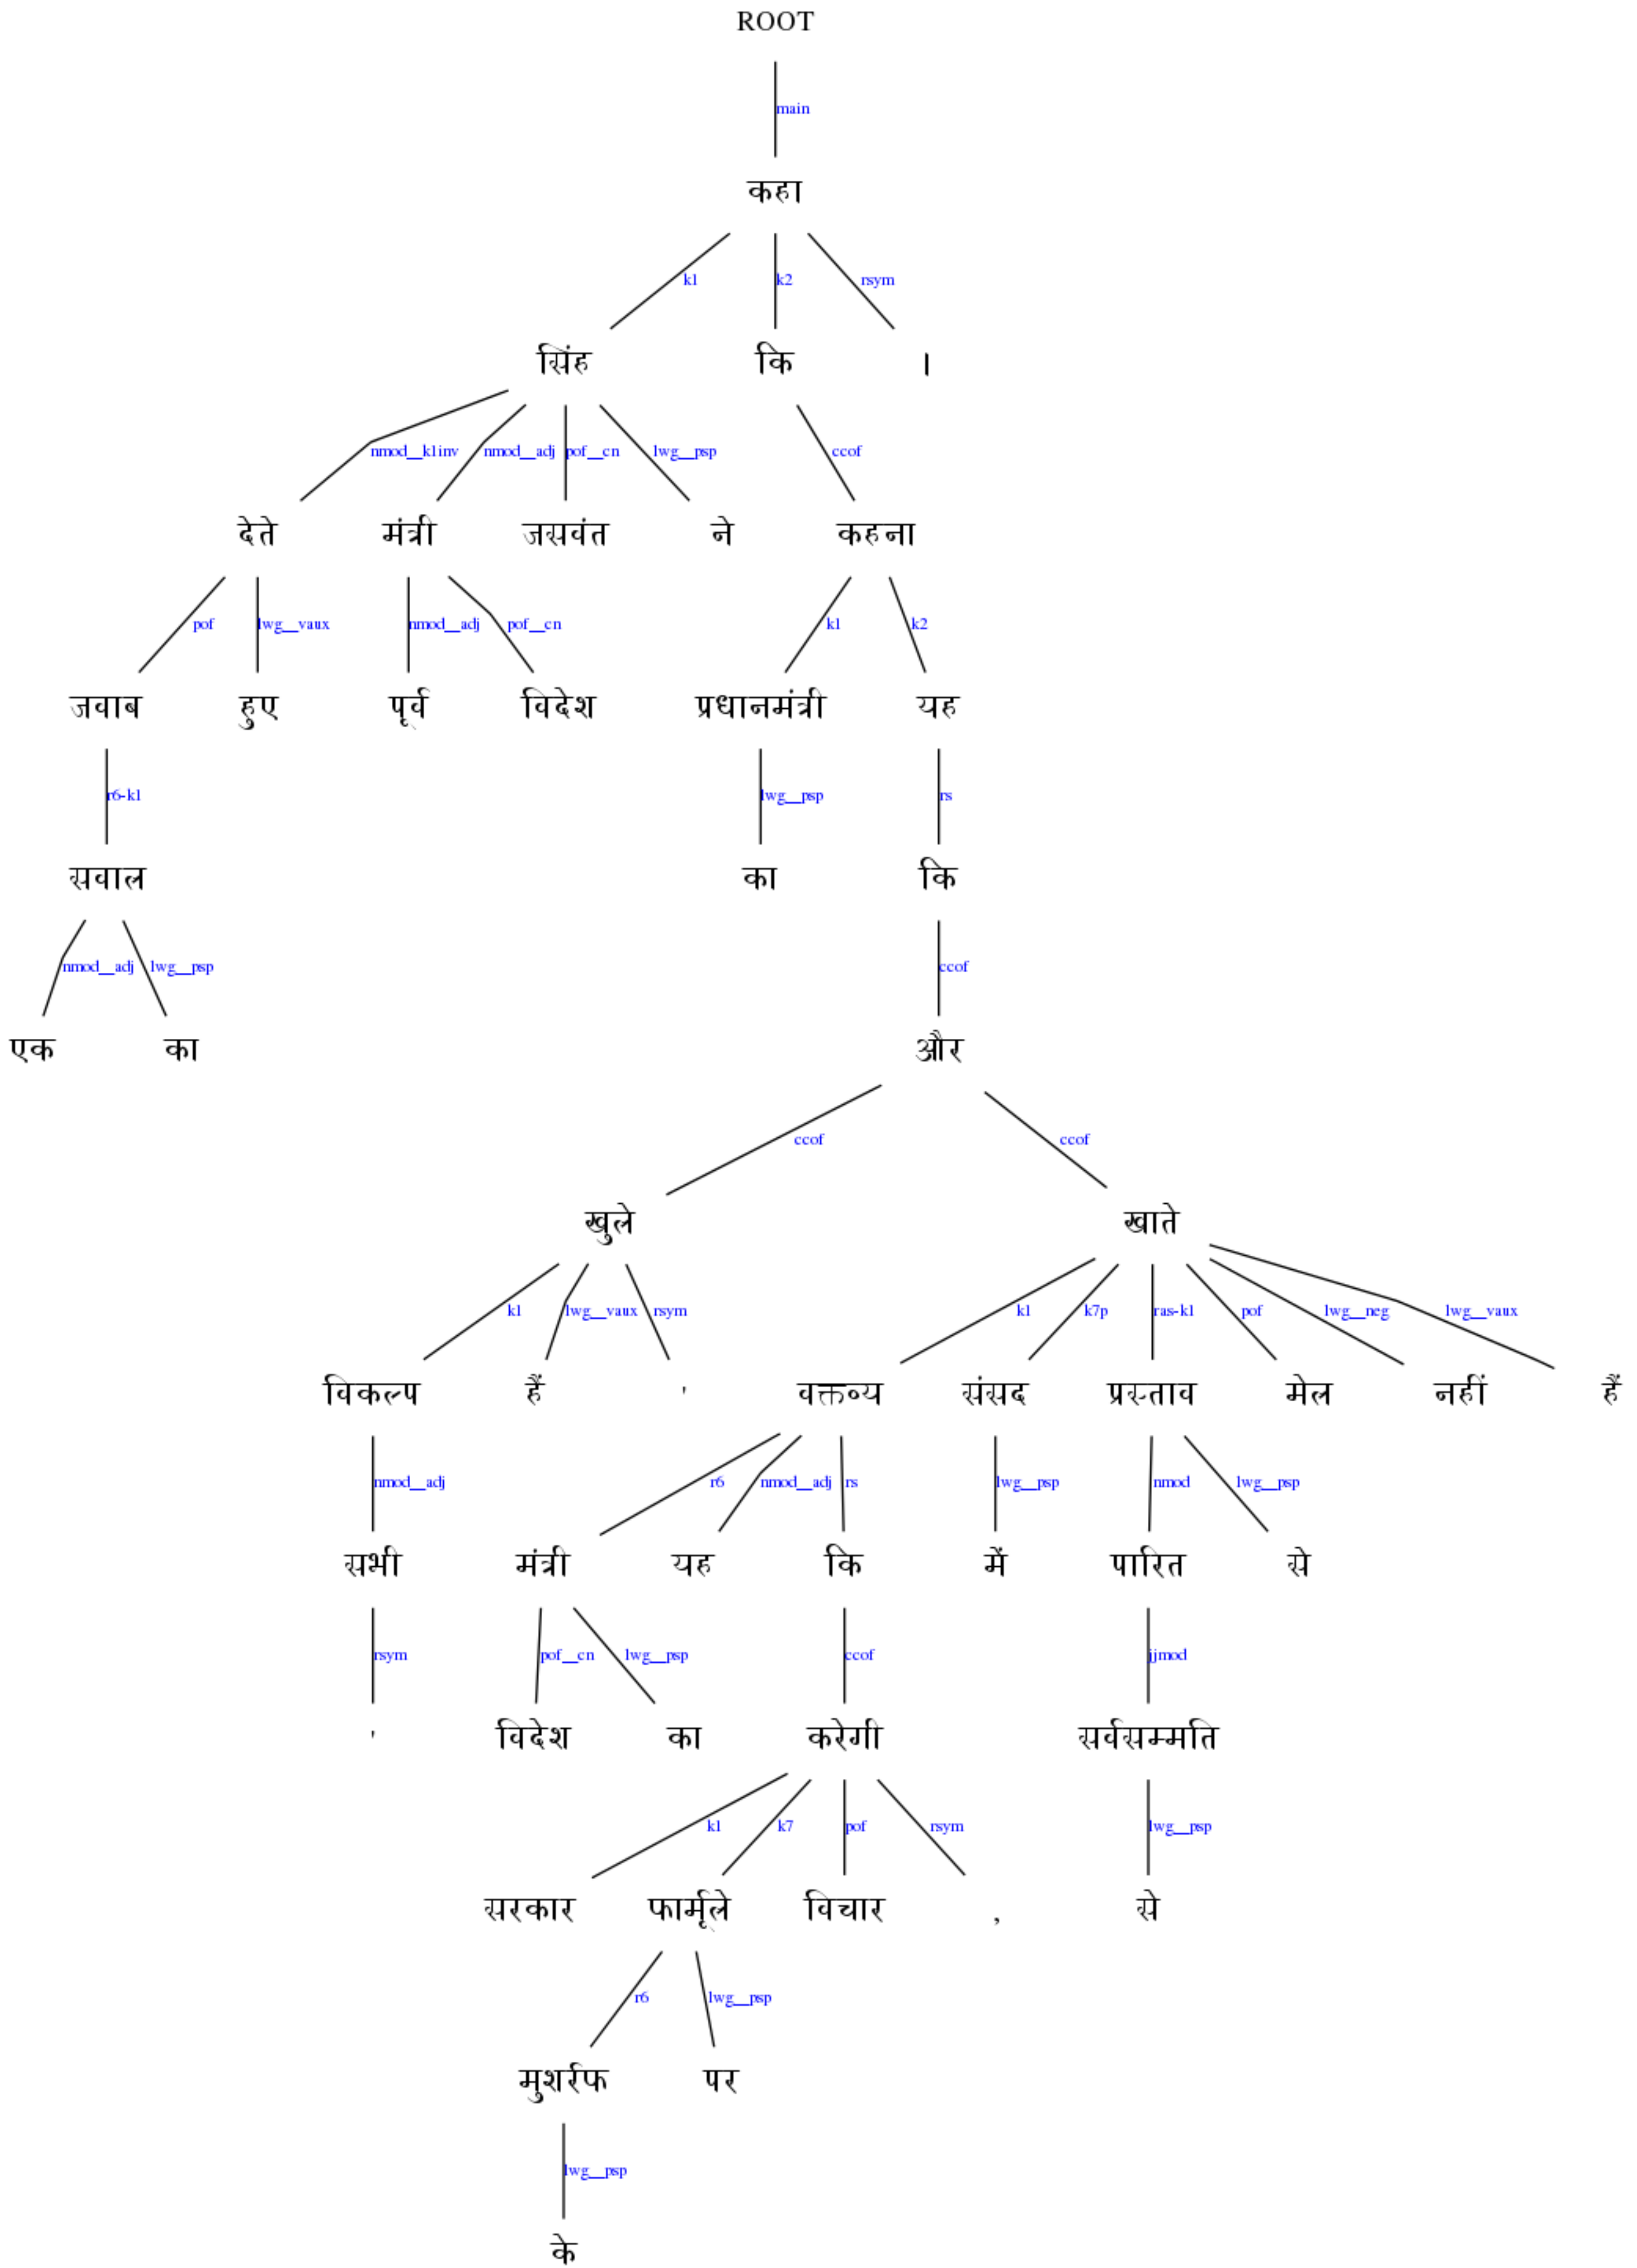 ROOT
main
कहा
k1 k2 rsym
सिंह कि ।
nmod__k1inv nmod__adj pof__cn lwg__psp ccof
देते मंत्री जसवंत ने कहना
pof lwg__vaux nmod__adj pof__cn k1 k2
जवाब हुए पूर्व विदेश प्रधानमंत्री यह
r6-k1 lwg__psp rs
सवाल का कि
nmod__adj lwg__psp ccof
एक का और
ccof ccof
खुले खाते
k1 lwg__vaux rsym k1 k7p ras-k1 pof lwg__neg lwg__vaux
विकल्प हैं ' वक्तव्य संसद प्रस्ताव मेल नहीं हैं
nmod__adj r6 nmod__adj rs lwg__psp nmod lwg__psp
सभी मंत्री यह कि में पारित से
rsym pof__cn lwg__psp ccof jjmod
' विदेश का करेगी सर्वसम्मति
k1 k7 pof rsym lwg__psp
सरकार फार्मूले विचार , से
r6 lwg__psp
मुशर्रफ पर
lwg__psp
के